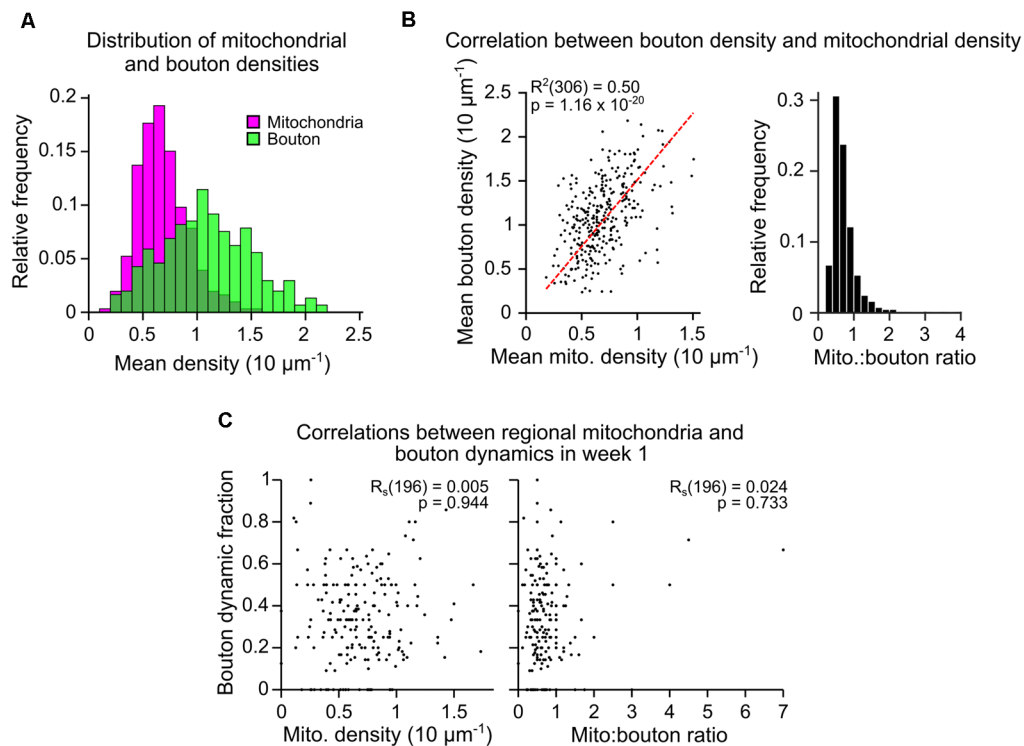 A
Distribution of mitochondrial
and bouton densities
0.2
0.15
0.1
0.05
0
Relative frequency
Mitochondria
Bouton
0
0.5
1
1.5
2
2.5
Mean density (10 µm⁻¹)
B
Correlation between bouton density and mitochondrial density
R²(306) = 0.50
p = 1.16 x 10⁻²⁰
2.5
2
1.5
1
0.5
0
Mean bouton density (10 µm⁻¹)
0
0.5
1
1.5
Mean mito. density (10 µm⁻¹)
0.3
0.1
0
Relative frequency
0
1
2
3
4
Mito.:bouton ratio
C
Correlations between regional mitochondria and
bouton dynamics in week 1
Rₛ(196) = 0.005
p = 0.944
1
0.8
0.6
0.4
0.2
0
Bouton dynamic fraction
0
0.5
1
1.5
Mito. density (10 µm⁻¹)
Rₛ(196) = 0.024
p = 0.733
0
1
2
3
4
5
6
7
Mito:bouton ratio